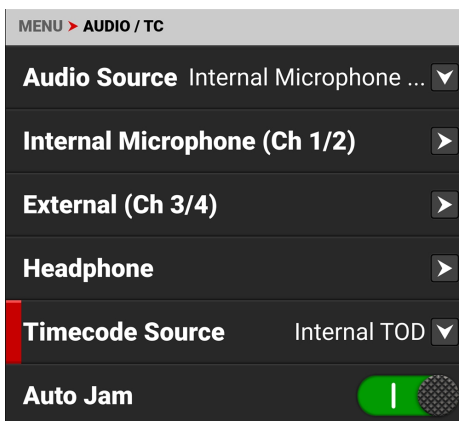 MENU ➤ AUDIO / TC
Audio Source Internal Microphone ...
Internal Microphone (Ch 1/2)
External (Ch 3/4)
Headphone
Timecode Source Internal TOD
Auto Jam